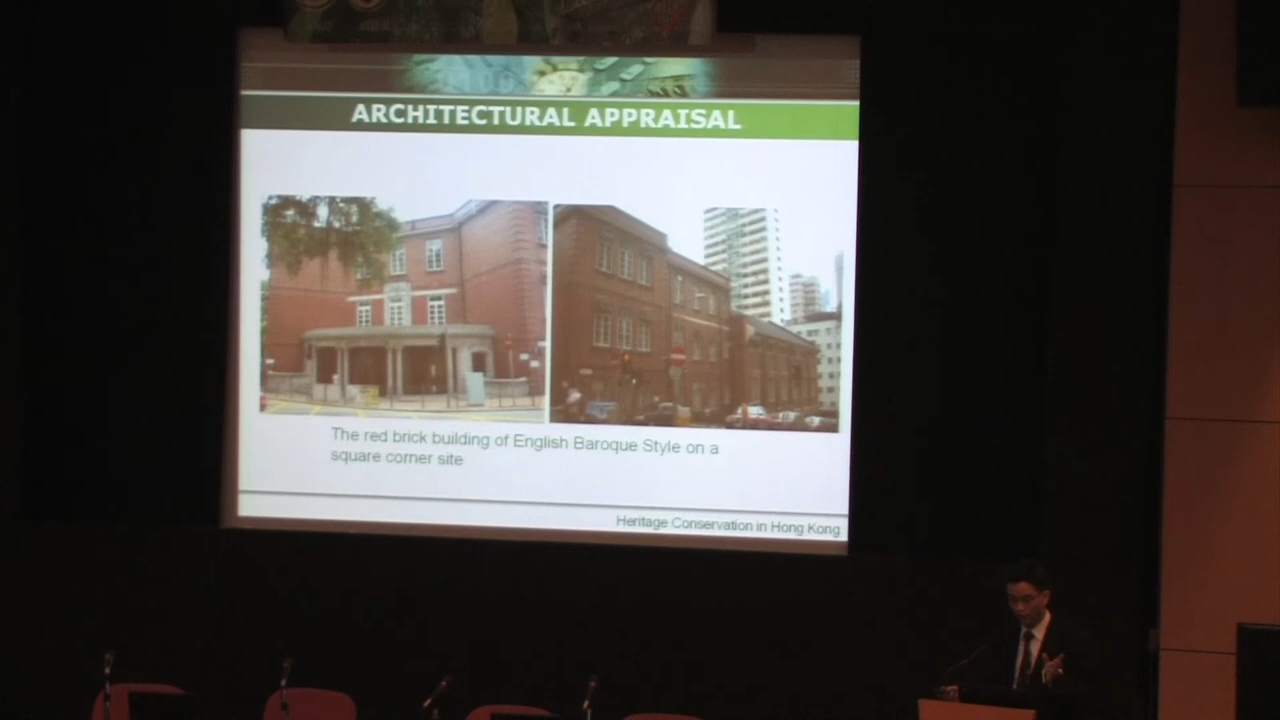 ARCHITECTURAL APPRAISAL
The red brick building of English Baroque Style on a
square corner site
Heritage Conservation in Hong Kong